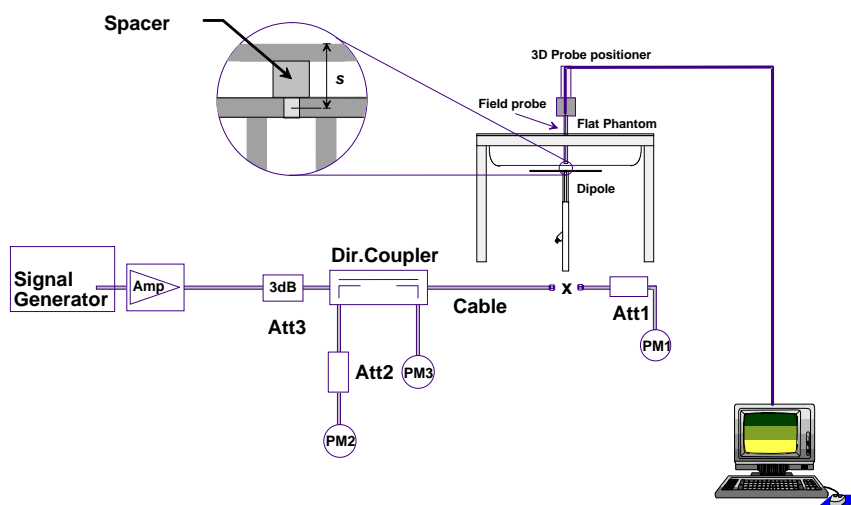 Spacer
s
3D Probe positioner
Field probe
Flat Phantom
Dipole
Signal
Generator
Amp
3dB
Att3
Dir.Coupler
Att2
PM2
PM3
Cable
x
Att1
PM1